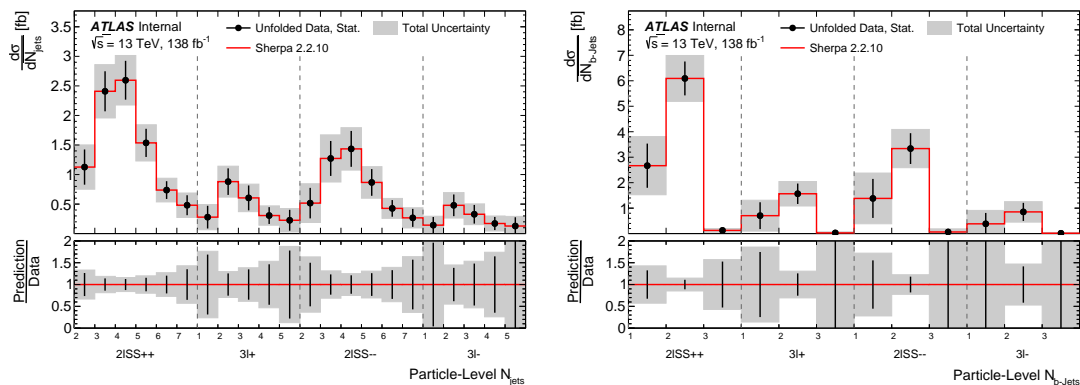 ATLAS Internal
√s = 13 TeV, 138 fb⁻¹
Unfolded Data, Stat.
Total Uncertainty
Sherpa 2.2.10
dσ/dN_jets [fb]
3.5
3
2.5
2
1.5
1
0.5
Prediction/Data
2
1.5
1
0.5
0
2 3 4 5 6 7 1 2 3 4 5 2 3 4 5 6 7 1 2 3 4 5
2lSS++ 3l+ 2lSS-- 3l-
Particle-Level N_jets
ATLAS Internal
√s = 13 TeV, 138 fb⁻¹
Unfolded Data, Stat.
Total Uncertainty
Sherpa 2.2.10
dσ/dN_b-Jets [fb]
8
7
6
5
4
3
2
1
0
Prediction/Data
2
1.5
1
0.5
0
1 2 3 1 2 3 1 2 3 1 2 3
2lSS++ 3l+ 2lSS-- 3l-
Particle-Level N_b-Jets